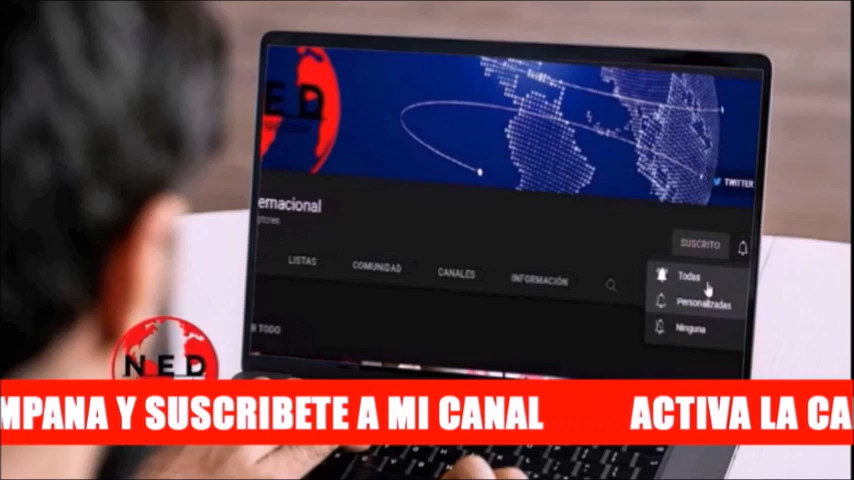 NED
TWITTER
ernacional
SUSCRITO
LISTAS
COMUNIDAD
CANALES
INFORMACIÓN
Todas
Personalizadas
Ninguna
R TODO
NED
MPANA Y SUSCRIBETE A MI CANAL
ACTIVA LA CA